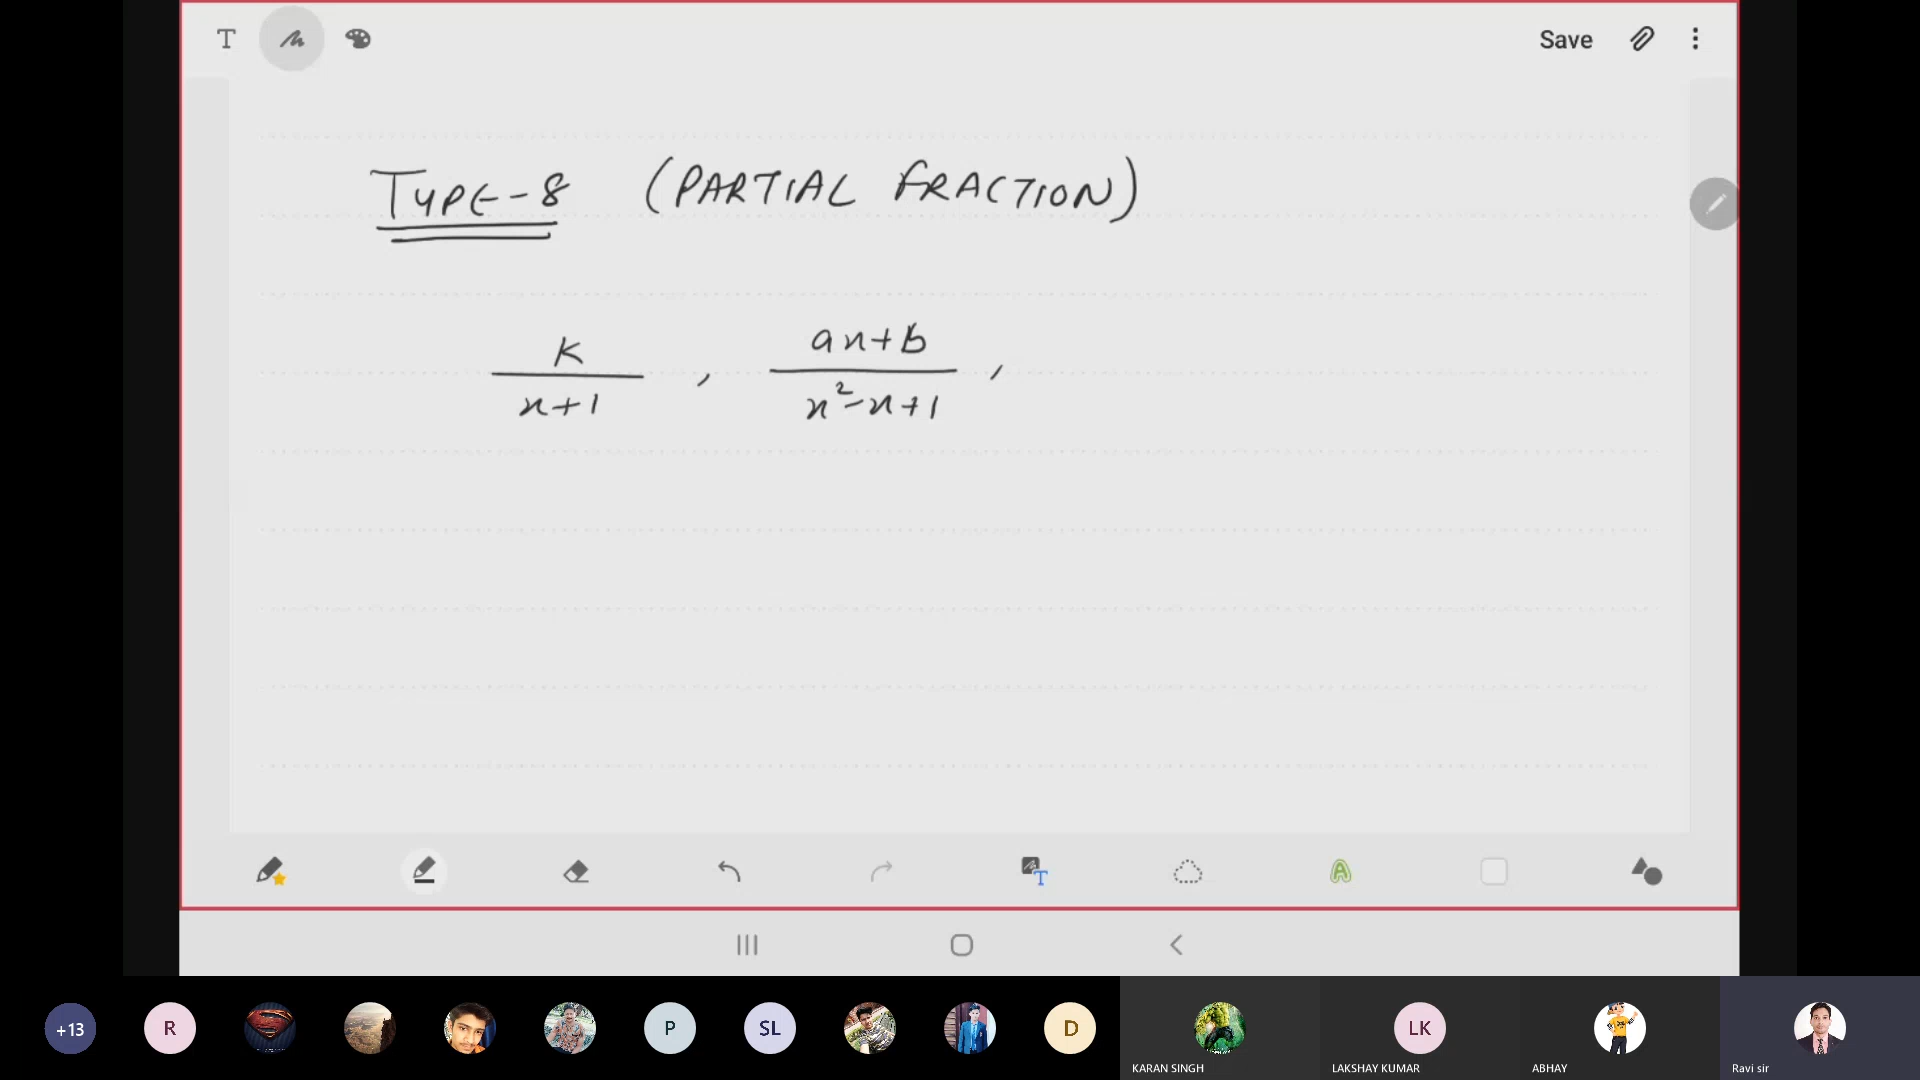 T Save
TYPE-8 (PARTIAL FRACTION)
K/x+1 , ax+b/x²-x+1 ,
T A
+13 R P SL D LK
KARAN SINGH LAKSHAY KUMAR ABHAY Ravi sir